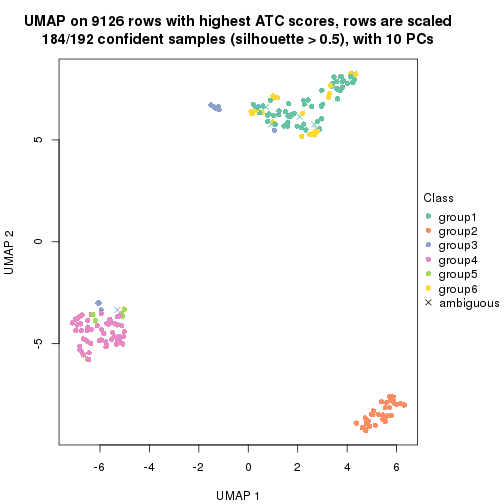 UMAP on 9126 rows with highest ATC scores, rows are scaled
184/192 confident samples (silhouette > 0.5), with 10 PCs
5
0
-5
UMAP 2
-6
-4
-2
0
2
4
6
UMAP 1
Class
group1
group2
group3
group4
group5
group6
ambiguous